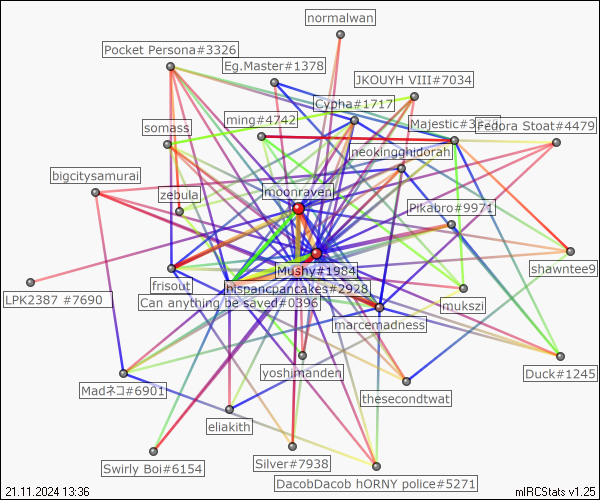 normalwan
Pocket Persona#3326
Eg.Master#1378
JKOUYH VIII#7034
Cypha#1717
ming#4742
somass
Majestic#3
Fedora Stoat#4479
neokingghidorah
bigcitysamurai
moonraven
zebula
Pikabro#9971
Mushy#1984
shawntee9
frisout
hispancpancakes#2928
LPK2387 #7690
Can anything be saved#0396
mukszi
marcemadness
yoshimanden
Duck#1245
Madネコ#6901
thesecondtwat
eliakith
Swirly Boi#6154
Silver#7938
DacobDacob hORNY police#5271
21.11.2024 13:36
mIRCStats v1.25